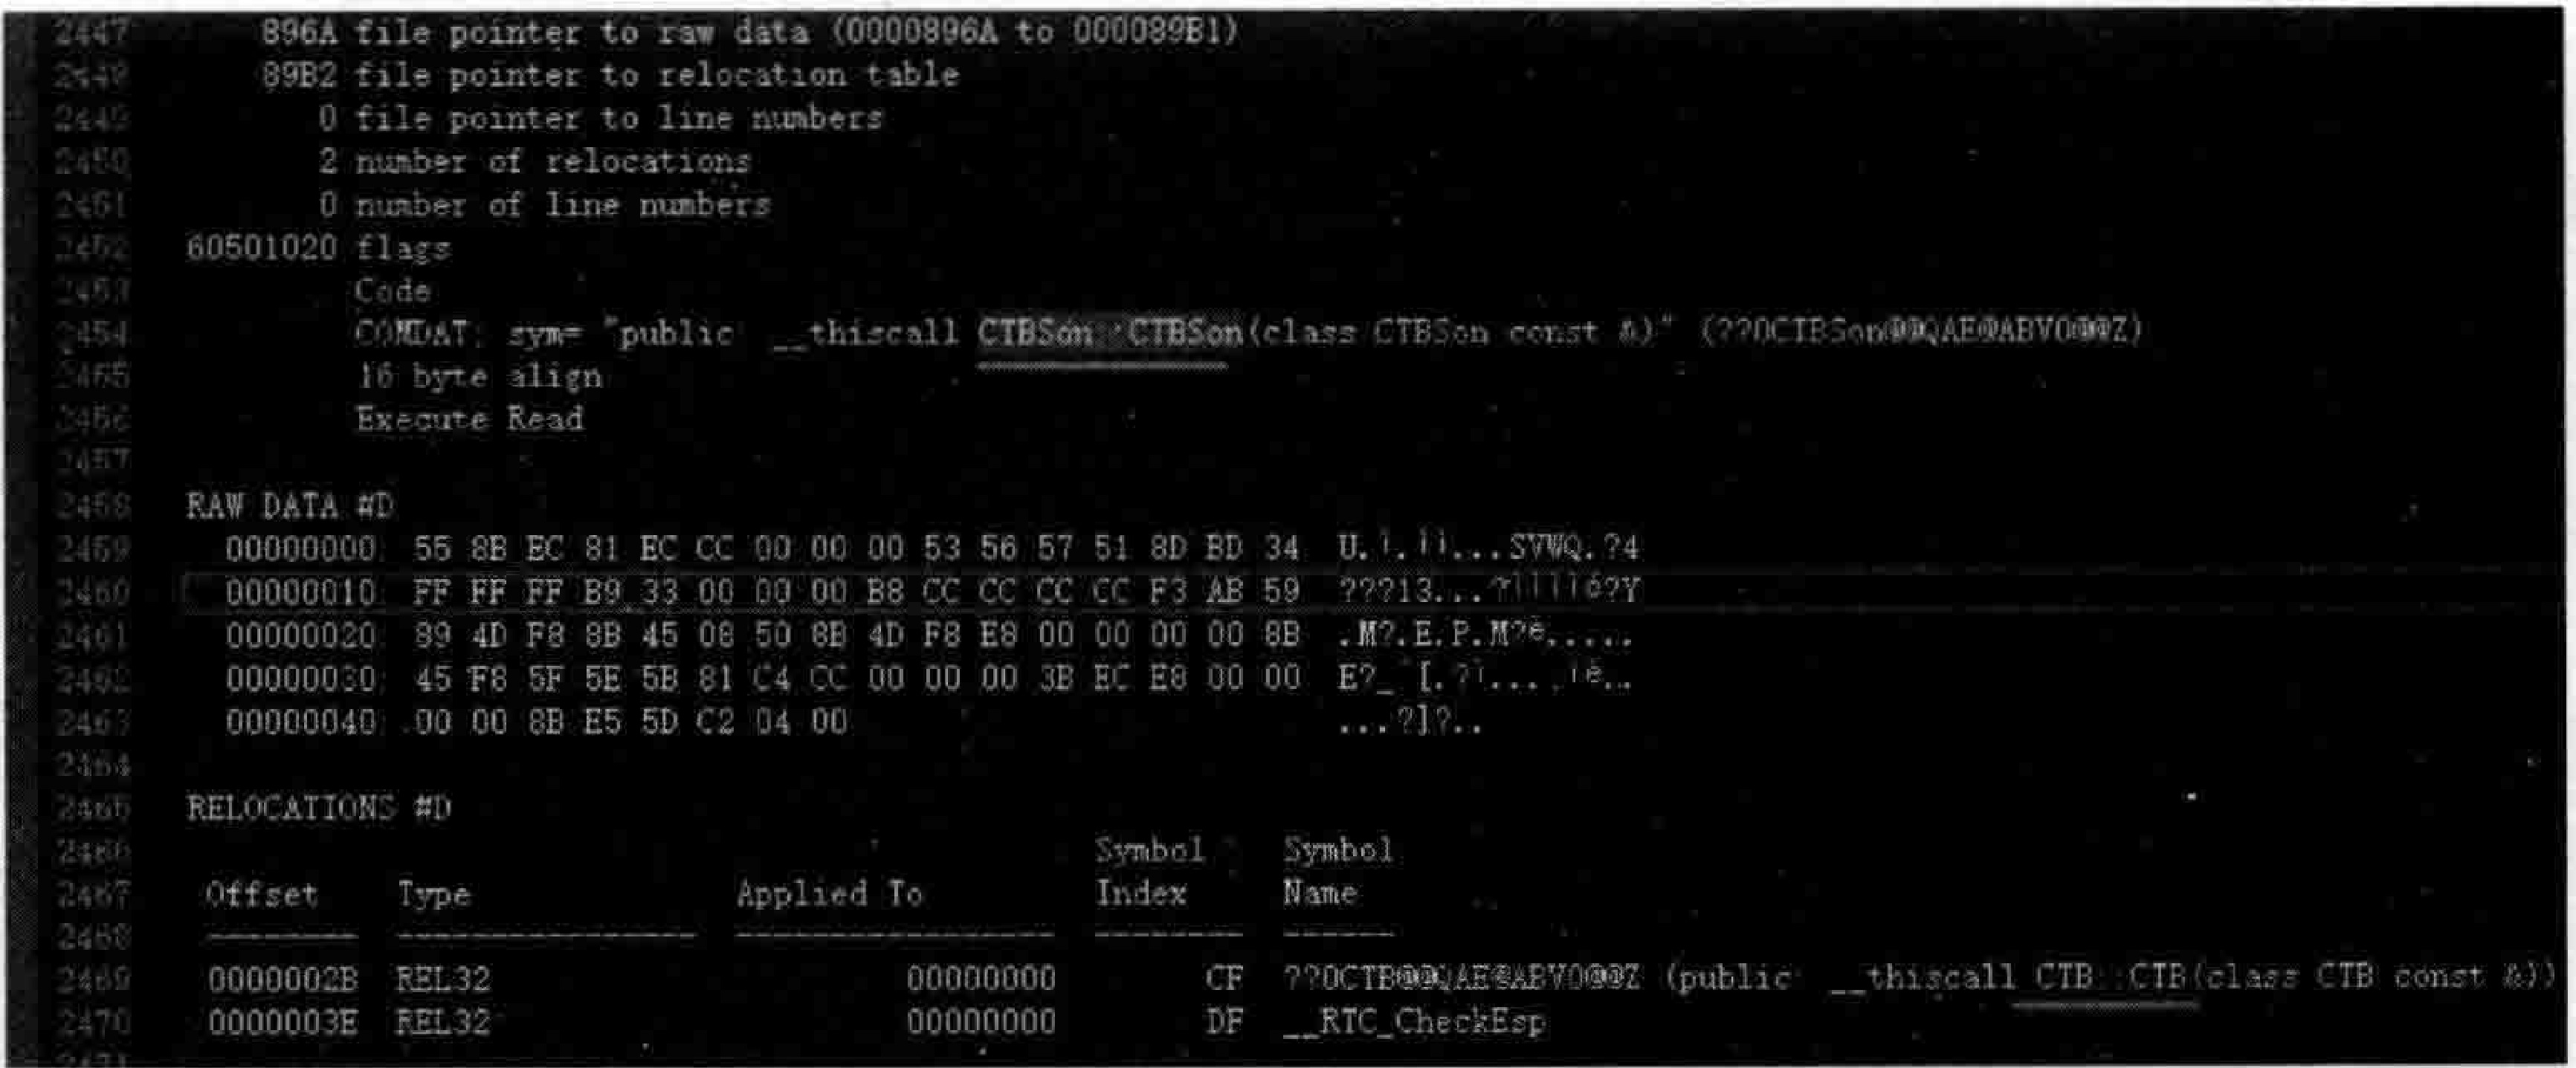 2447 896A file pointer to raw data (0000896A to 000089B1)
2448 89B2 file pointer to relocation table
2449 0 file pointer to line numbers
2450 2 number of relocations
2451 0 number of line numbers
2452 60501020 flags
2453 Code
2454 COMDAT; sym= "public __thiscall CTBSon::CTBSon(class CTBSon const &)" (??0CTBSon@@QAE@ABV0@@Z)
2455 16 byte align
2456 Execute Read
2457
2458 RAW DATA #D
2459 00000000: 55 8B EC 81 EC CC 00 00 00 53 56 57 51 8D BD 34 SVWQ.?4
2460 00000010: FF FF FF B9 33 00 00 00 B8 CC CC CC CC F3 AB 59
2461 00000020: 89 4D F8 8B 45 08 50 8B 4D F8 E8 00 00 00 00 8B .M?.E.P.M?è.....
2462 00000030: 45 F8 5F 5E 5B 81 C4 CC 00 00 00 3B EC E8 00 00
2463 00000040: 00 00 8B E5 5D C2 04 00 ...?]?..
2464
2465 RELOCATIONS #D
2466 Symbol Symbol
2467 Offset Type Applied To Index Name
2468 -------- ---------------- ----------------- -------- ------
2469 0000002B REL32 00000000 CF ??0CTB@@QAE@ABV0@@Z (public __thiscall CTB::CTB(class CTB const &))
2470 0000003E REL32 00000000 DF __RTC_CheckEsp
2471